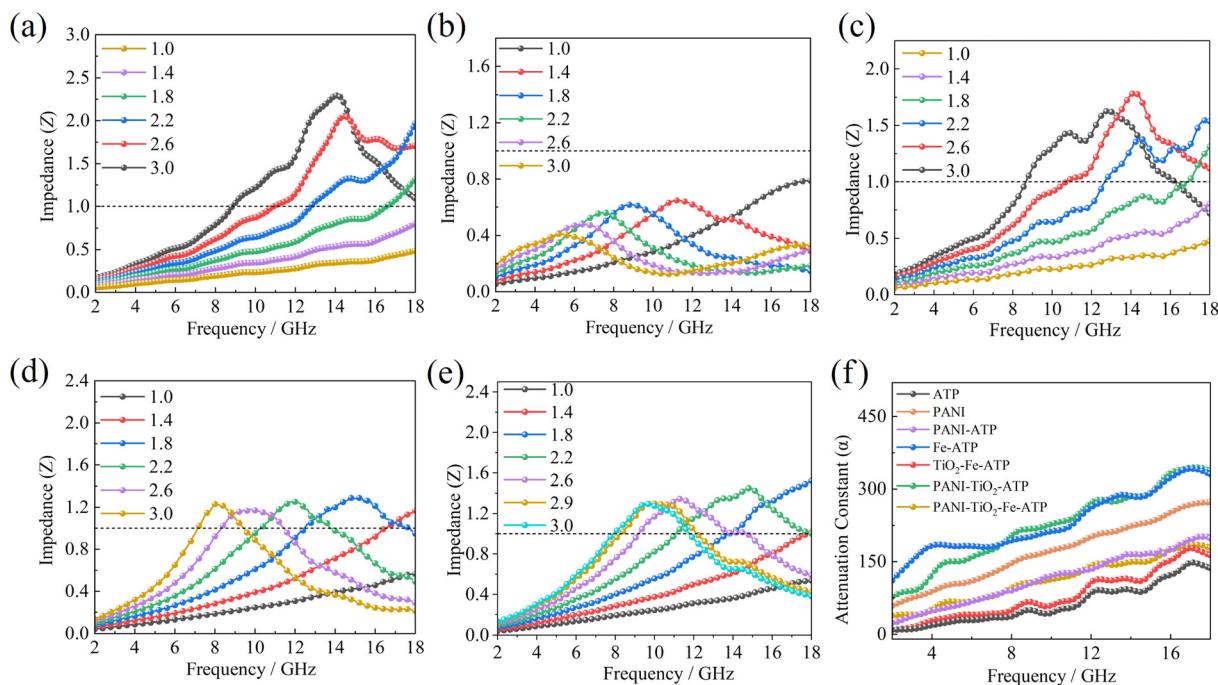 (a)
3.0
2.5
2.0
1.5
1.0
0.5
0.0
Impedance (Z)
1.0
1.4
1.8
2.2
2.6
3.0
2 4 6 8 10 12 14 16 18
Frequency / GHz
(b)
1.6
1.2
0.8
0.4
0.0
Impedance (Z)
1.0
1.4
1.8
2.2
2.6
3.0
2 4 6 8 10 12 14 16 18
Frequency / GHz
(c)
2.0
1.5
1.0
0.5
0.0
Impedance (Z)
1.0
1.4
1.8
2.2
2.6
3.0
2 4 6 8 10 12 14 16 18
Frequency / GHz
(d)
2.4
2.0
1.6
1.2
0.8
0.4
0.0
Impedance (Z)
1.0
1.4
1.8
2.2
2.6
3.0
2 4 6 8 10 12 14 16 18
Frequency / GHz
(e)
2.4
2.0
1.6
1.2
0.8
0.4
0.0
Impedance (Z)
1.0
1.4
1.8
2.2
2.6
2.9
3.0
2 4 6 8 10 12 14 16 18
Frequency / GHz
(f)
450
300
150
0
Attenuation Constant (α)
ATP
PANI
PANI-ATP
Fe-ATP
TiO₂-Fe-ATP
PANI-TiO₂-ATP
PANI-TiO₂-Fe-ATP
4 8 12 16
Frequency / GHz